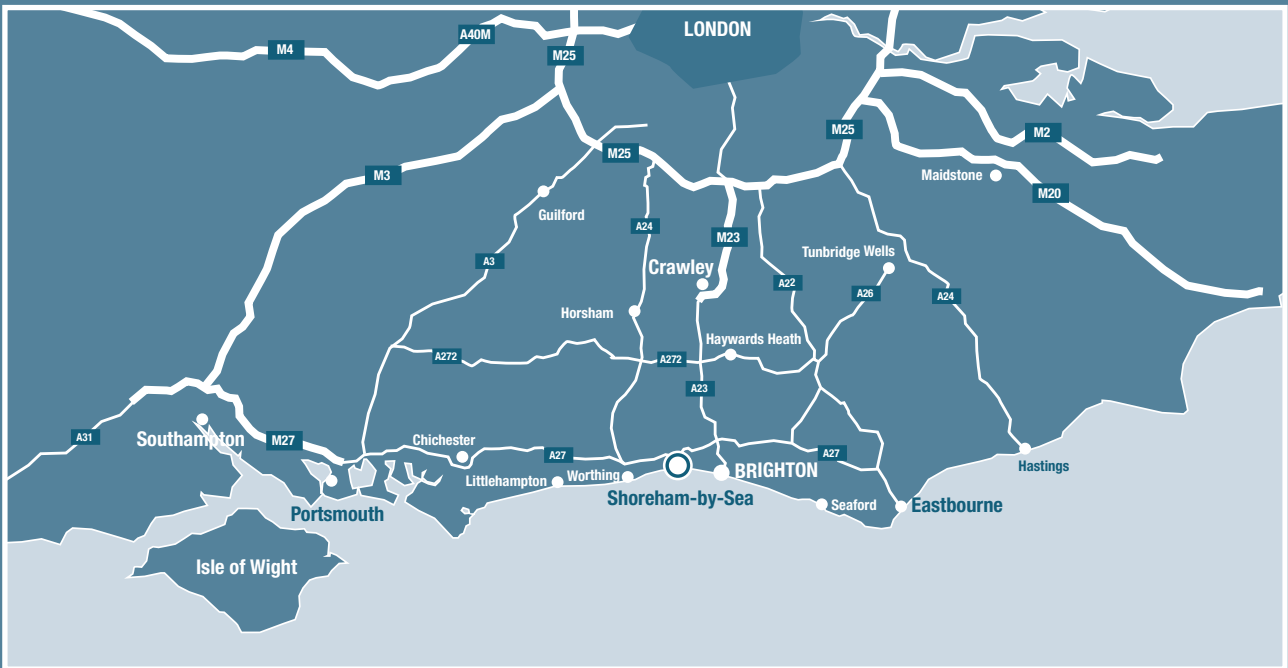 LONDON
A40M
M4
M25
M25
M2
M25
Maidstone
M3
M20
Guilford
A24
M23
Tunbridge Wells
A3
Crawley
A22
A26
A24
Horsham
Haywards Heath
A272
A272
A23
A31
Southampton
M27
Chichester
A27
A27
Hastings
BRIGHTON
Littlehampton
Worthing
Shoreham-by-Sea
Seaford
Eastbourne
Portsmouth
Isle of Wight